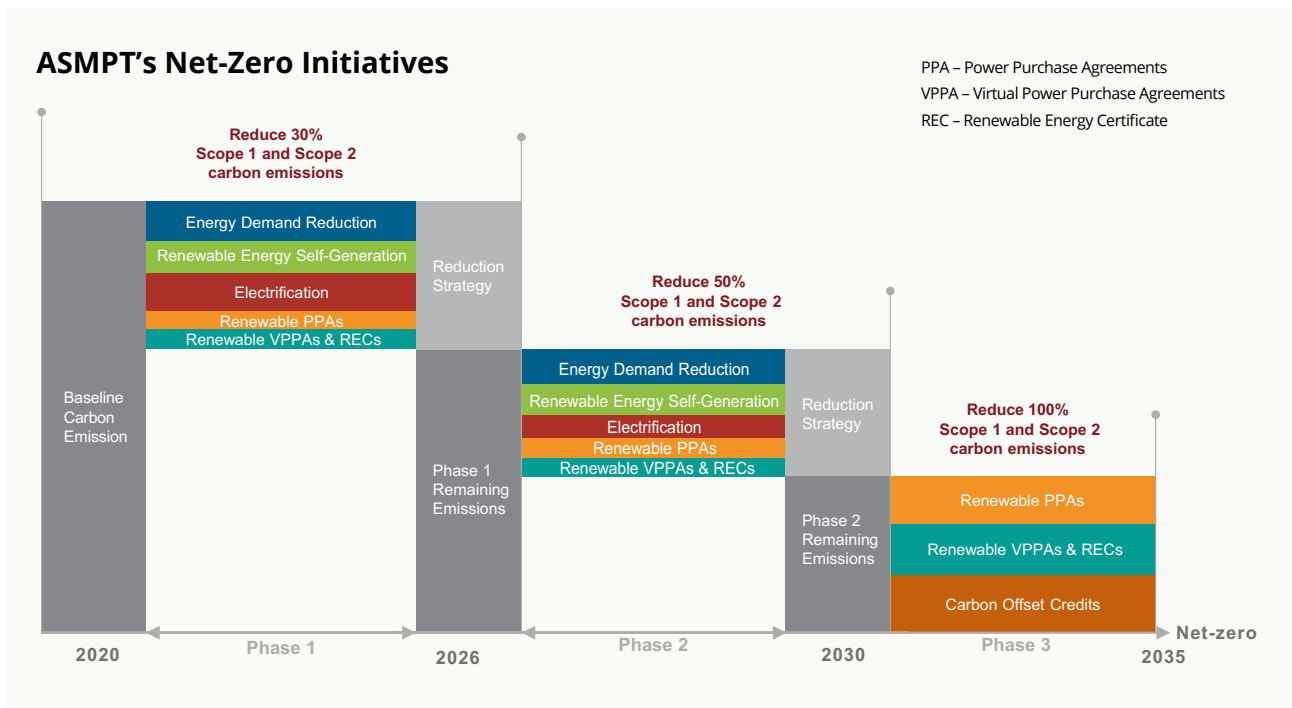 ASMPT’s Net-Zero Initiatives
PPA – Power Purchase Agreements
VPPA – Virtual Power Purchase Agreements
REC – Renewable Energy Certificate
Reduce 30%
Scope 1 and Scope 2
carbon emissions
Energy Demand Reduction
Renewable Energy Self-Generation
Electrification
Renewable PPAs
Renewable VPPAs & RECs
Reduction
Strategy
Baseline
Carbon
Emission
Phase 1
Remaining
Emissions
Reduce 50%
Scope 1 and Scope 2
carbon emissions
Energy Demand Reduction
Renewable Energy Self-Generation
Electrification
Renewable PPAs
Renewable VPPAs & RECs
Reduction
Strategy
Phase 2
Remaining
Emissions
Reduce 100%
Scope 1 and Scope 2
carbon emissions
Renewable PPAs
Renewable VPPAs & RECs
Carbon Offset Credits
Net-zero
2020
Phase 1
2026
Phase 2
2030
Phase 3
2035